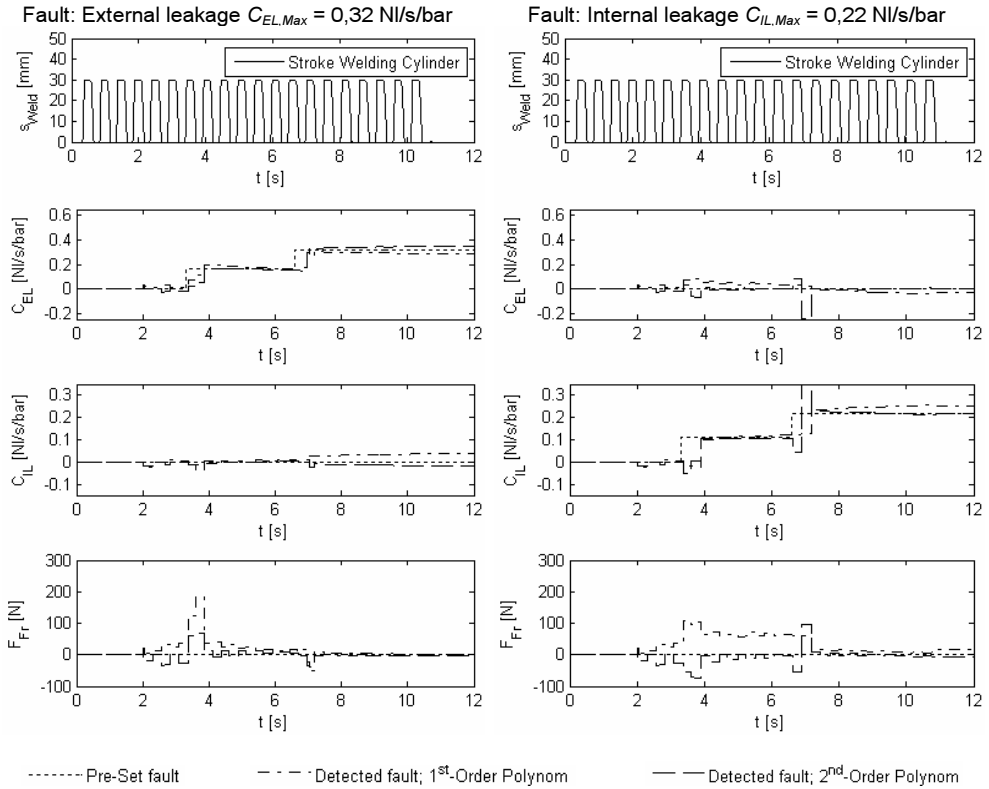 Fault: External leakage C_EL,Max = 0,32 Nl/s/bar
50
40
30
20
10
0
s_Weld [mm]
Stroke Welding Cylinder
0 2 4 6 8 10 12
t [s]
0.6
0.4
0.2
0
-0.2
C_EL [Nl/s/bar]
0 2 4 6 8 10 12
t [s]
0.3
0.2
0.1
0
-0.1
C_IL [Nl/s/bar]
0 2 4 6 8 10 12
t [s]
300
200
100
0
-100
F_Fr [N]
0 2 4 6 8 10 12
t [s]
Fault: Internal leakage C_IL,Max = 0,22 Nl/s/bar
50
40
30
20
10
0
s_Weld [mm]
Stroke Welding Cylinder
0 2 4 6 8 10 12
t [s]
0.6
0.4
0.2
0
-0.2
C_EL [Nl/s/bar]
0 2 4 6 8 10 12
t [s]
0.3
0.2
0.1
0
-0.1
C_IL [Nl/s/bar]
0 2 4 6 8 10 12
t [s]
300
200
100
0
-100
F_Fr [N]
0 2 4 6 8 10 12
t [s]
Pre-Set fault
Detected fault; 1st-Order Polynom
Detected fault; 2nd-Order Polynom